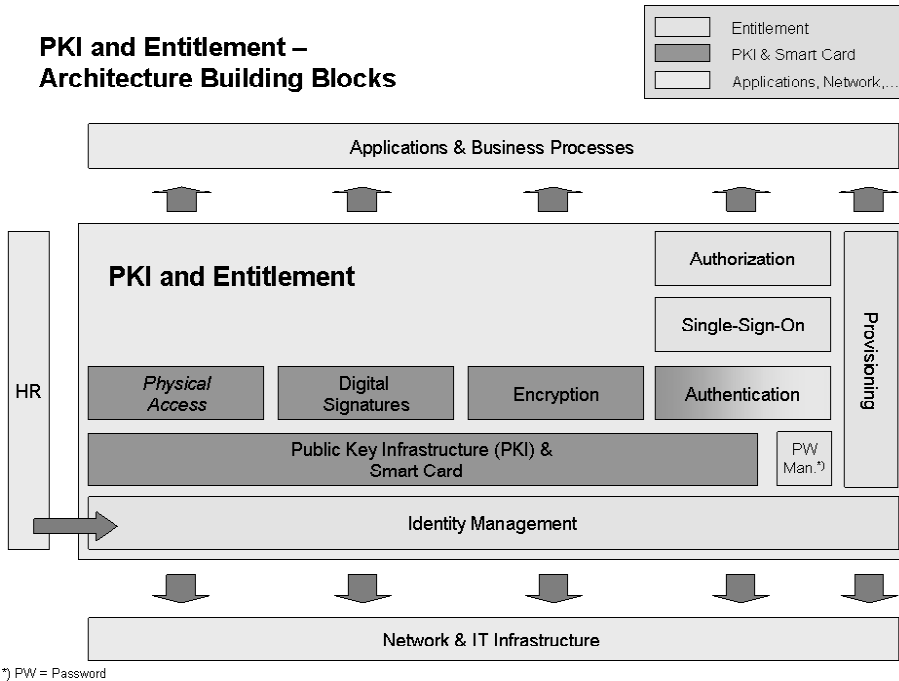 PKI and Entitlement –
Architecture Building Blocks
Entitlement
PKI & Smart Card
Applications, Network,...
Applications & Business Processes
HR
PKI and Entitlement
Authorization
Single-Sign-On
Provisioning
Physical
Access
Digital
Signatures
Encryption
Authentication
Public Key Infrastructure (PKI) &
Smart Card
PW
Man.*)
Identity Management
Network & IT Infrastructure
*) PW = Password